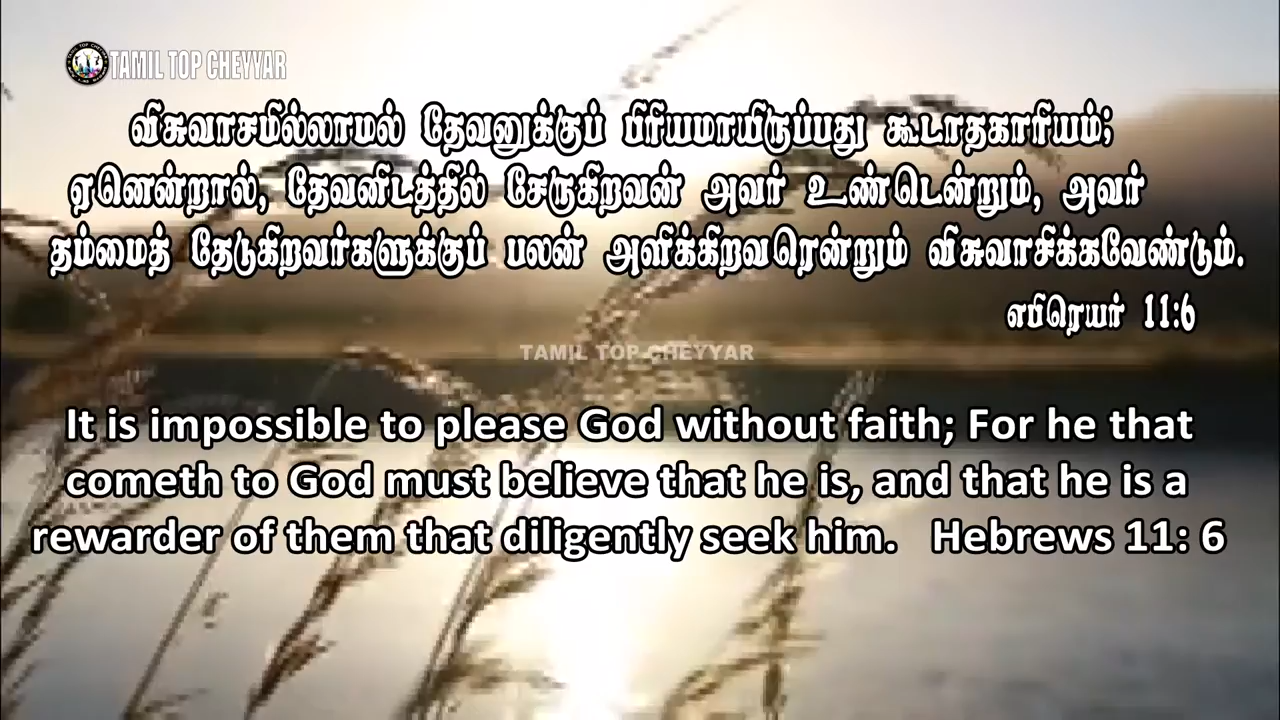 TAMIL TOP CHEYYAR
விசுவாசமில்லாமல் தேவனுக்குப் பிரியமாயிருப்பது கூடாதகாரியம்;
ஏனென்றால், தேவனிடத்தில் சேருகிறவன் அவர் உண்டென்றும், அவர்
தம்மைத் தேடுகிறவர்களுக்குப் பலன் அளிக்கிறவரென்றும் விசுவாசிக்கவேண்டும்.
எபிரெயர் 11:6
TAMIL TOP CHEYYAR
It is impossible to please God without faith; For he that
cometh to God must believe that he is, and that he is a
rewarder of them that diligently seek him. Hebrews 11: 6